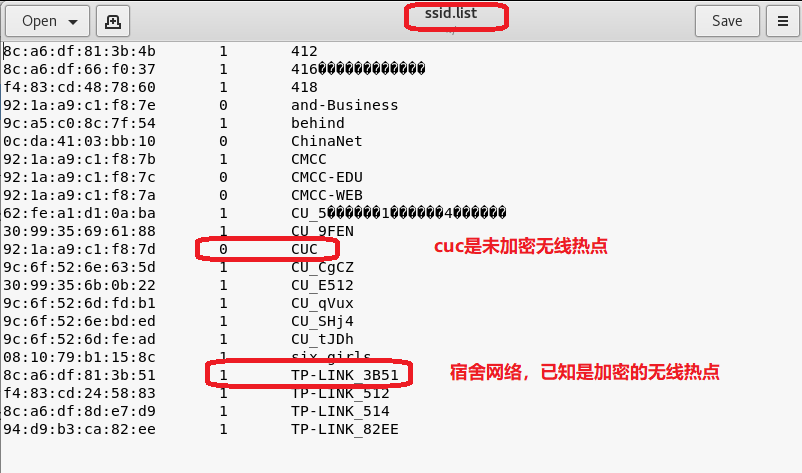 Open
ssid.list
Save
8c:a6:df:81:3b:4b 1 412
8c:a6:df:66:f0:37 1 416������������
f4:83:cd:48:78:60 1 418
92:1a:a9:c1:f8:7e 0 and-Business
9c:a5:c0:8c:7f:54 1 behind
0c:da:41:03:bb:10 0 ChinaNet
92:1a:a9:c1:f8:7b 1 CMCC
92:1a:a9:c1:f8:7c 0 CMCC-EDU
92:1a:a9:c1:f8:7a 0 CMCC-WEB
62:fe:a1:d1:0a:ba 1 CU_5������1������4������
30:99:35:69:61:88 1 CU_9FEN
92:1a:a9:c1:f8:7d 0 CUC
cuc是未加密无线热点
9c:6f:52:6e:63:5d 1 CU_CgCZ
30:99:35:6b:0b:22 1 CU_E512
9c:6f:52:6d:fd:b1 1 CU_qVux
9c:6f:52:6e:bd:ed 1 CU_SHj4
9c:6f:52:6d:fe:ad 1 CU_tJDh
08:10:79:b1:15:8c 1 six-girls
8c:a6:df:81:3b:51 1 TP-LINK_3B51
宿舍网络，已知是加密的无线热点
f4:83:cd:24:58:83 1 TP-LINK_512
8c:a6:df:8d:e7:d9 1 TP-LINK_514
94:d9:b3:ca:82:ee 1 TP-LINK_82EE